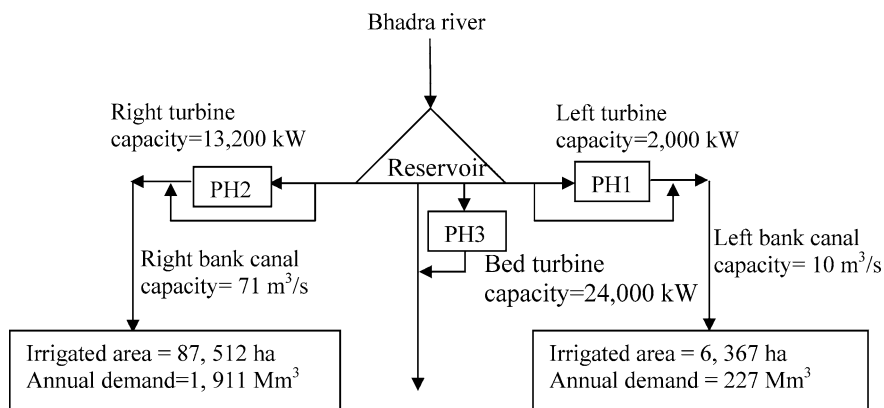 Bhadra river
Right turbine
capacity=13,200 kW
Left turbine
capacity=2,000 kW
Reservoir
PH2
PH1
PH3
Right bank canal
capacity= 71 m³/s
Bed turbine
capacity=24,000 kW
Left bank canal
capacity= 10 m³/s
Irrigated area = 87, 512 ha
Annual demand=1, 911 Mm³
Irrigated area = 6, 367 ha
Annual demand = 227 Mm³